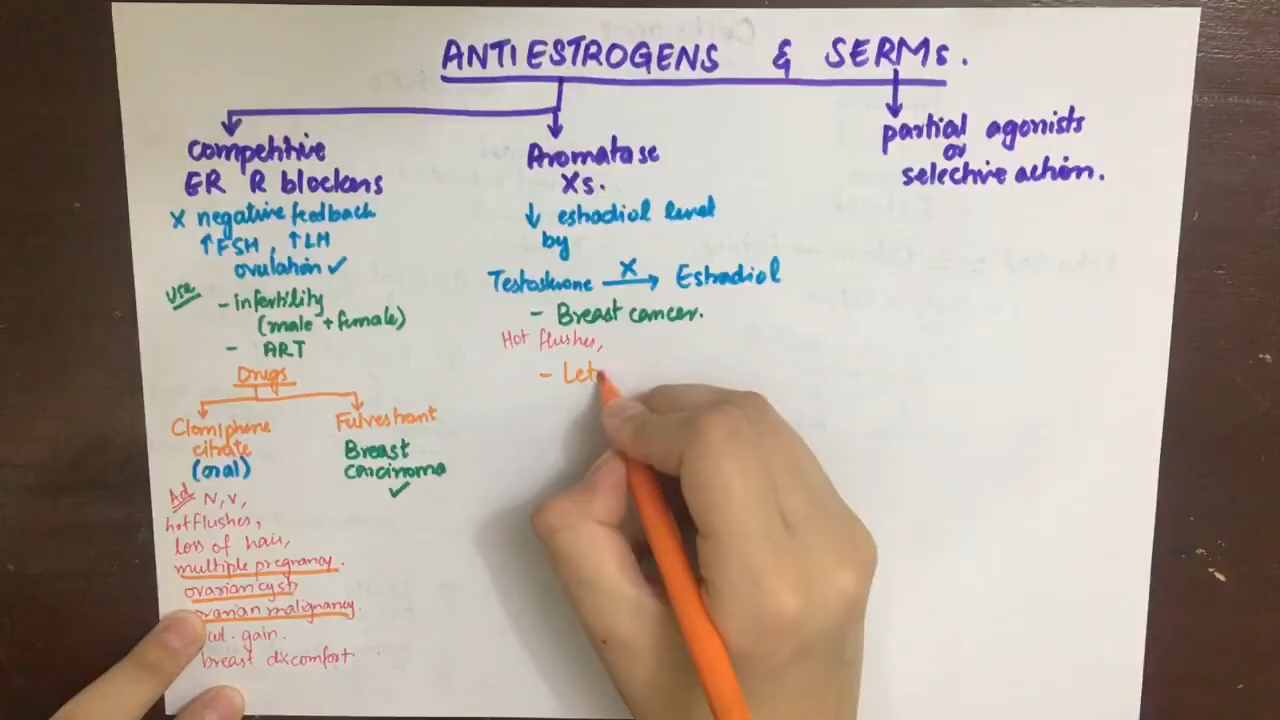 ANTIESTROGENS & SERMs.
Competitive
ER R blockers
X negative feedback
↑FSH, ↑LH
ovulation ✓
Use
- infertility
(male + female)
- ART
Drugs
Clomiphene
citrate
(oral)
Ad N, V,
hot flushes,
loss of hair,
multiple pregnancy.
ovarian cyst
ovarian malignancy.
wt. gain.
breast discomfort
Fulvestrant
Breast
carcinoma
✓
Aromatase
Xs.
↓ estradiol level
by
Testosterone X→ Estradiol
- Breast cancer.
Hot flushes,
- Let
partial agonists
or
selective action.